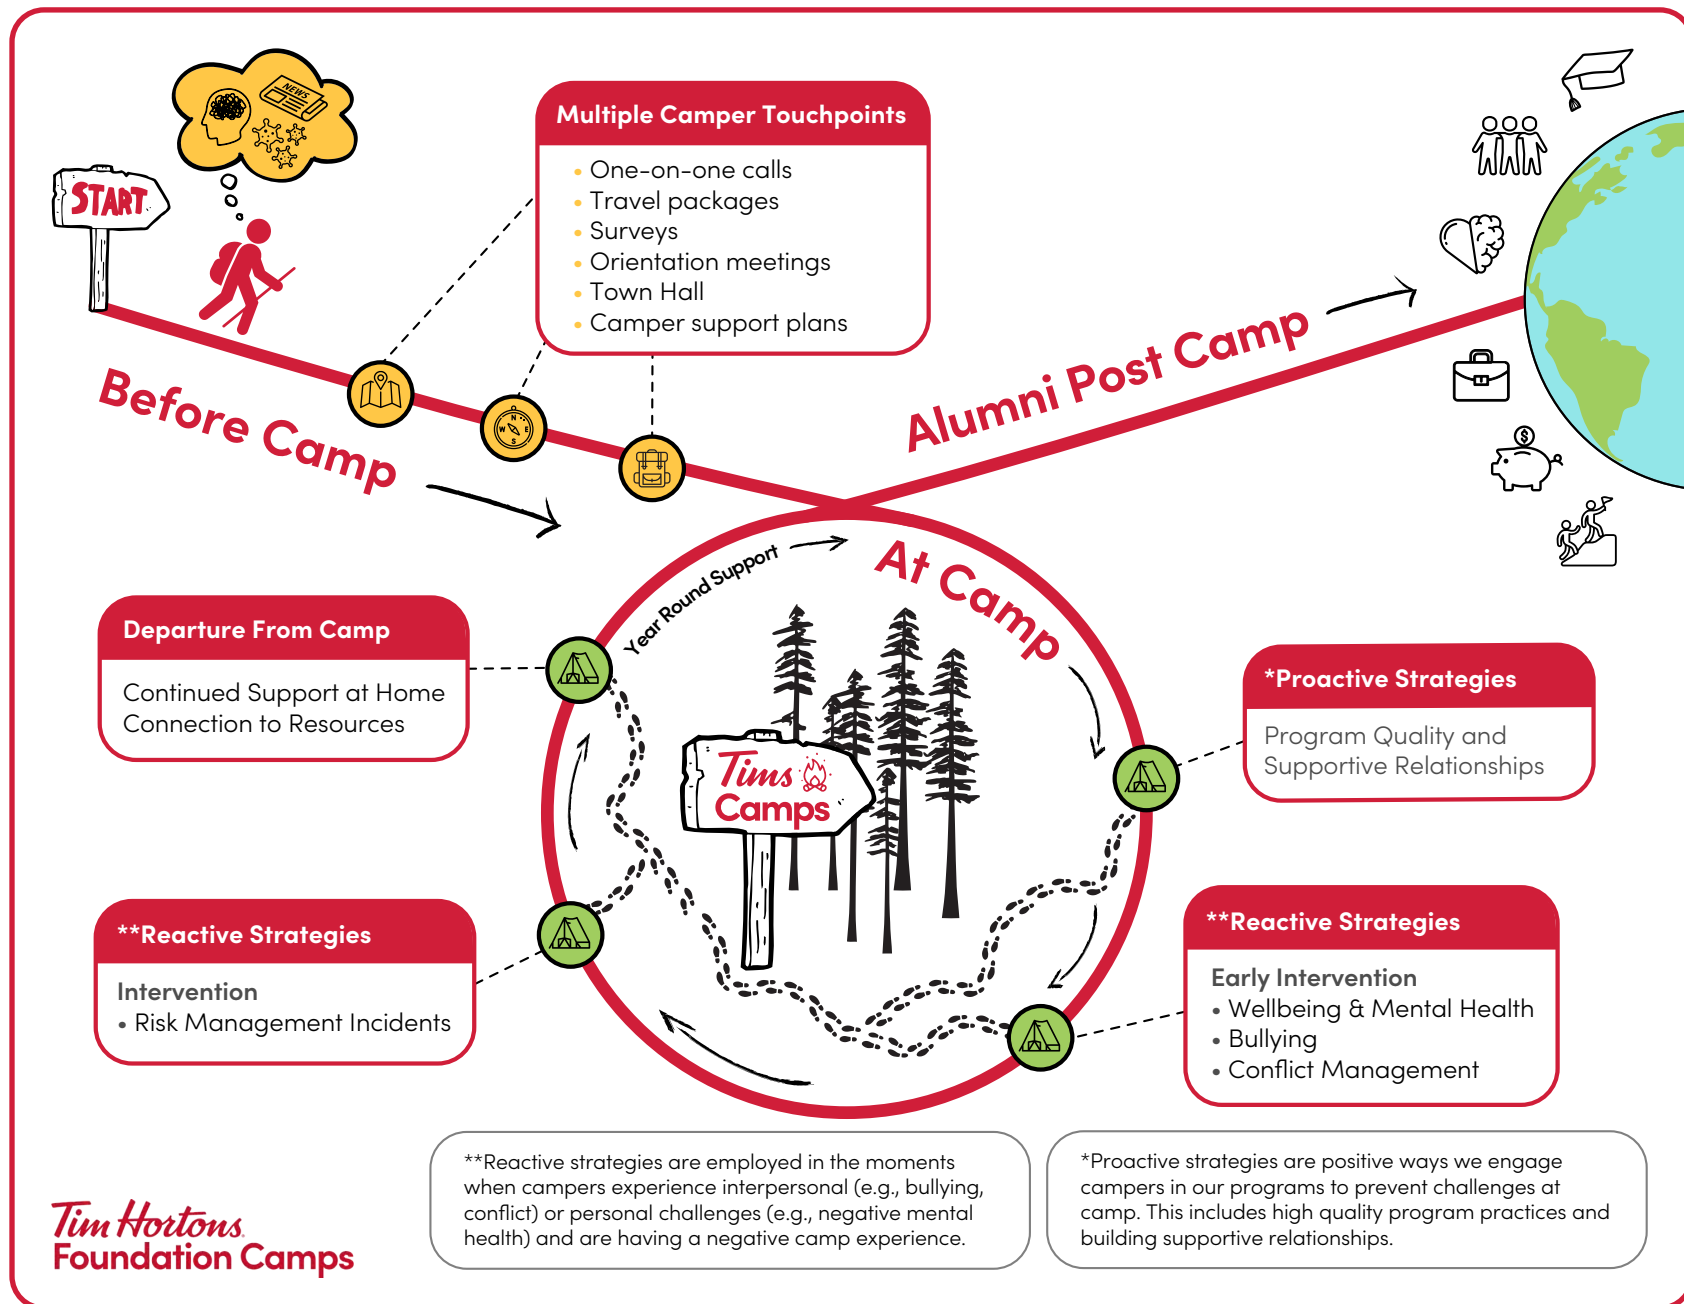 START
NEWS
Multiple Camper Touchpoints
• One-on-one calls
• Travel packages
• Surveys
• Orientation meetings
• Town Hall
• Camper support plans
Before Camp
N
W E
S
Alumni Post Camp
$
At Camp
Year Round Support
Departure From Camp
Continued Support at Home
Connection to Resources
*Proactive Strategies
Program Quality and
Supportive Relationships
Tims
Camps
**Reactive Strategies
Intervention
• Risk Management Incidents
**Reactive Strategies
Early Intervention
• Wellbeing & Mental Health
• Bullying
• Conflict Management
**Reactive strategies are employed in the moments
when campers experience interpersonal (e.g., bullying,
conflict) or personal challenges (e.g., negative mental
health) and are having a negative camp experience.
*Proactive strategies are positive ways we engage
campers in our programs to prevent challenges at
camp. This includes high quality program practices and
building supportive relationships.
Tim Hortons.
Foundation Camps